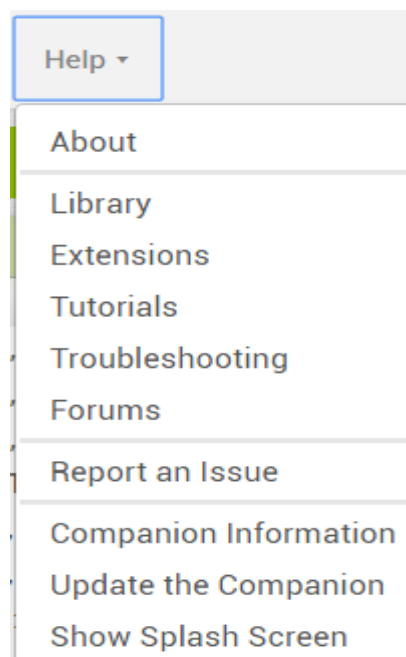 Help
About
Library
Extensions
Tutorials
Troubleshooting
Forums
Report an Issue
Companion Information
Update the Companion
Show Splash Screen